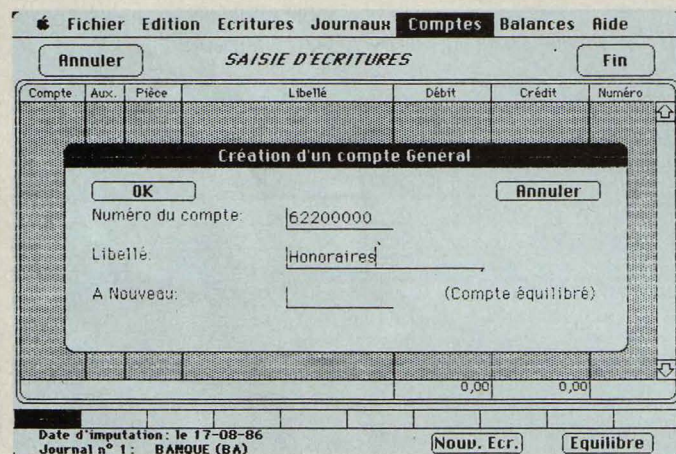 Fichier Edition Ecritures Journaux Comptes Balances Aide
Annuler SAISIE D'ECRITURES Fin
Compte Aux. Pièce Libellé Débit Crédit Numéro
Création d'un compte Général
OK Annuler
Numéro du compte: 62200000
Libellé: Honoraires
A Nouveau: (Compte équilibré)
0,00 0,00
Date d'imputation: le 17-08-86
Journal n° 1: BANQUE (BA) Nouv. Ecr. Equilibre